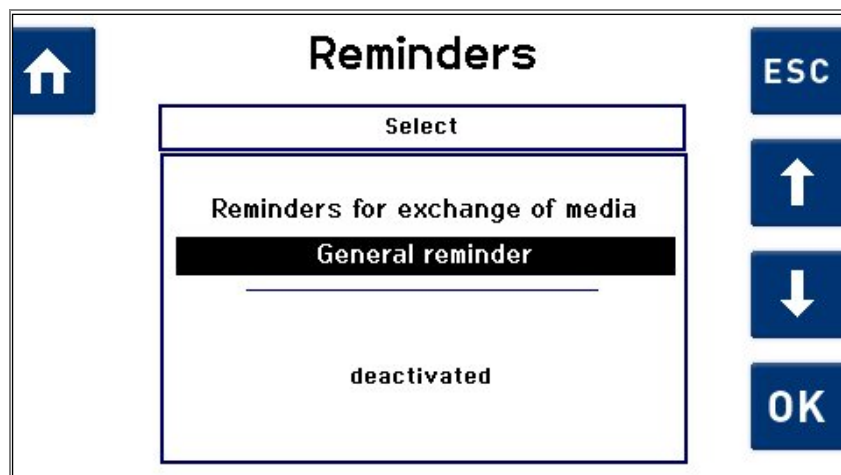 Reminders
ESC
Select
Reminders for exchange of media
General reminder
deactivated
OK